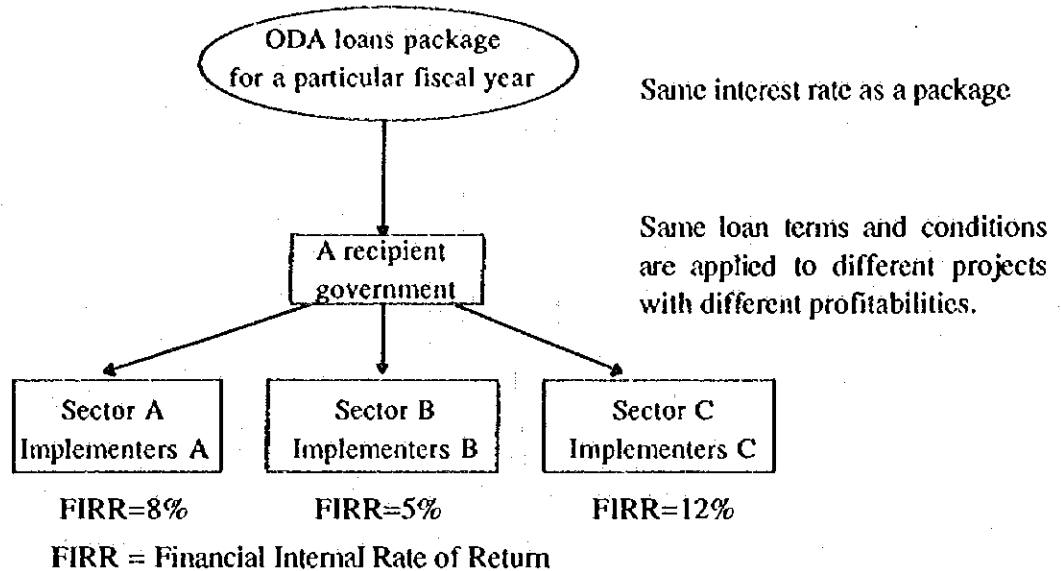 ODA loans package
for a particular fiscal year
Same interest rate as a package
A recipient
government
Same loan terms and conditions
are applied to different projects
with different profitabilities.
Sector A
Implementers A
Sector B
Implementers B
Sector C
Implementers C
FIRR=8%
FIRR=5%
FIRR=12%
FIRR = Financial Internal Rate of Return